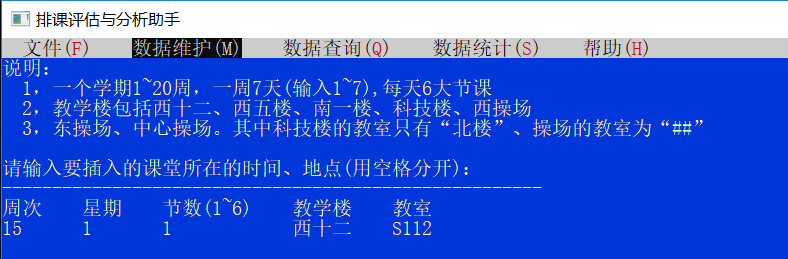 排课评估与分析助手
文件(F) 数据维护(M) 数据查询(Q) 数据统计(S) 帮助(H)
说明:
1, 一个学期1~20周, 一周7天(输入1~7),每天6大节课
2, 教学楼包括西十二、西五楼、南一楼、科技楼、西操场
3, 东操场、中心操场。其中科技楼的教室只有“北楼”、操场的教室为“##”
请输入要插入的课堂所在的时间、地点(用空格分开):
------------------------------------------------------
周次 星期 节数(1~6) 教学楼 教室
15 1 1 西十二 S112